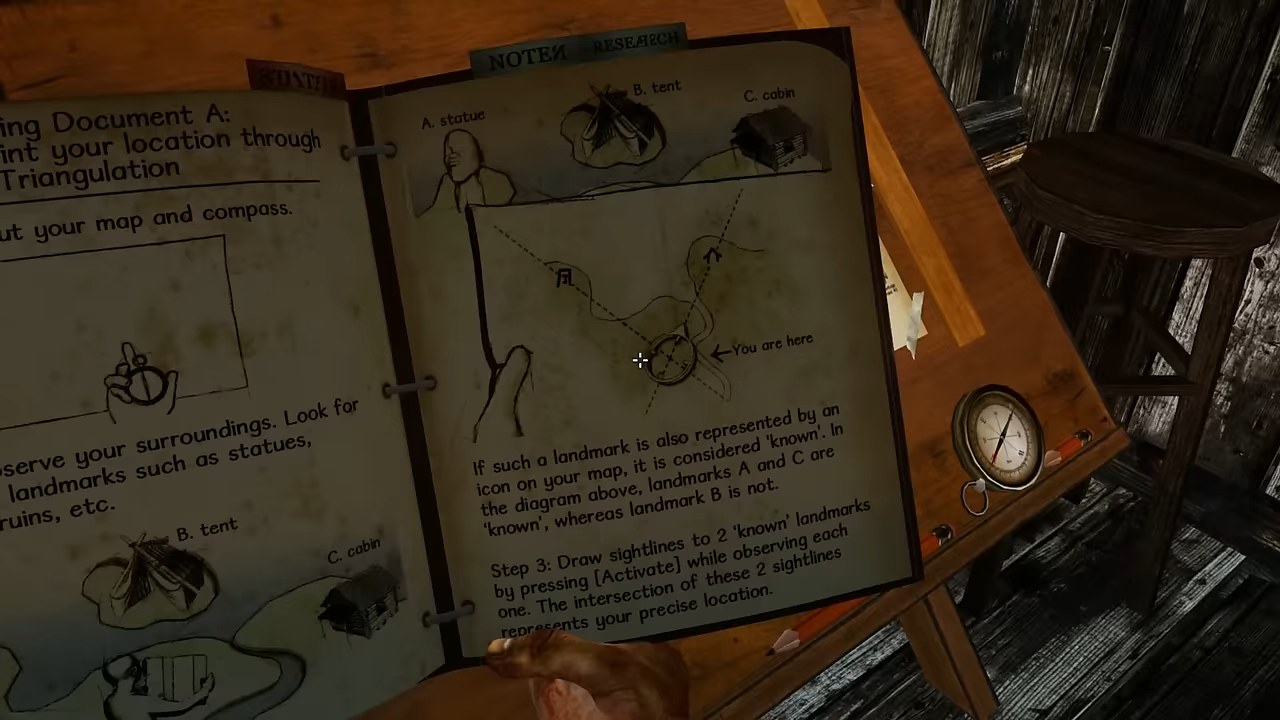 NOTEN RESEARCH
ing Document A:
int your location through
Triangulation
ut your map and compass.
bserve your surroundings. Look for
landmarks such as statues,
ruins, etc.
B. tent
C. cabin
A. statue
B. tent
C. cabin
You are here
If such a landmark is also represented by an
icon on your map, it is considered 'known'. In
the diagram above, landmarks A and C are
'known', whereas landmark B is not.
Step 3: Draw sightlines to 2 'known' landmarks
by pressing [Activate] while observing each
one. The intersection of these 2 sightlines
represents your precise location.